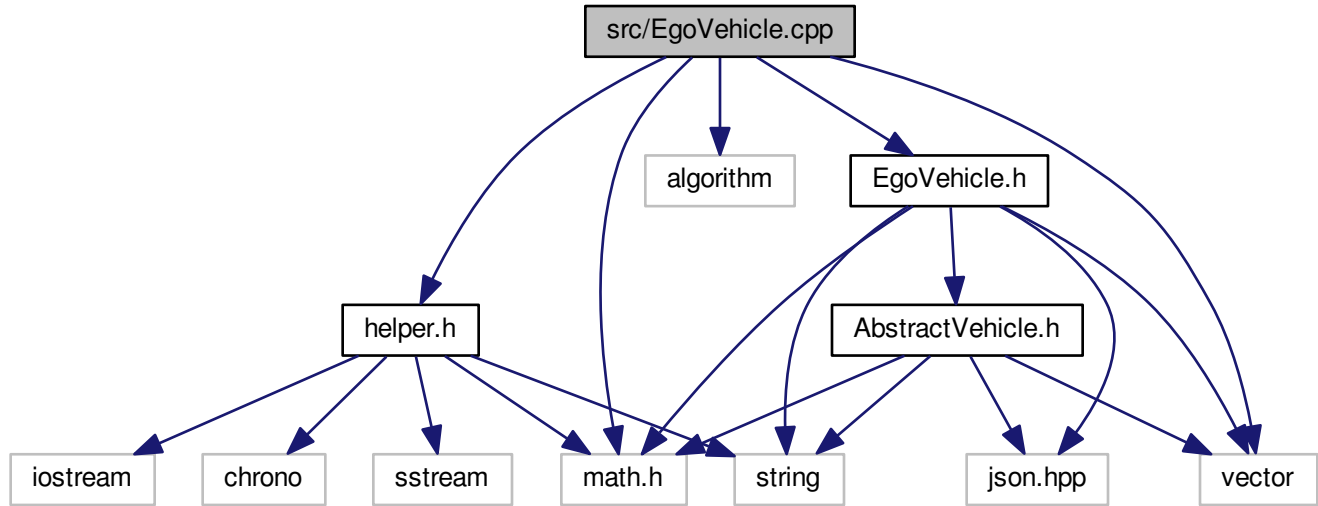 src/EgoVehicle.cpp
algorithm
EgoVehicle.h
helper.h
AbstractVehicle.h
iostream
chrono
sstream
math.h
string
json.hpp
vector